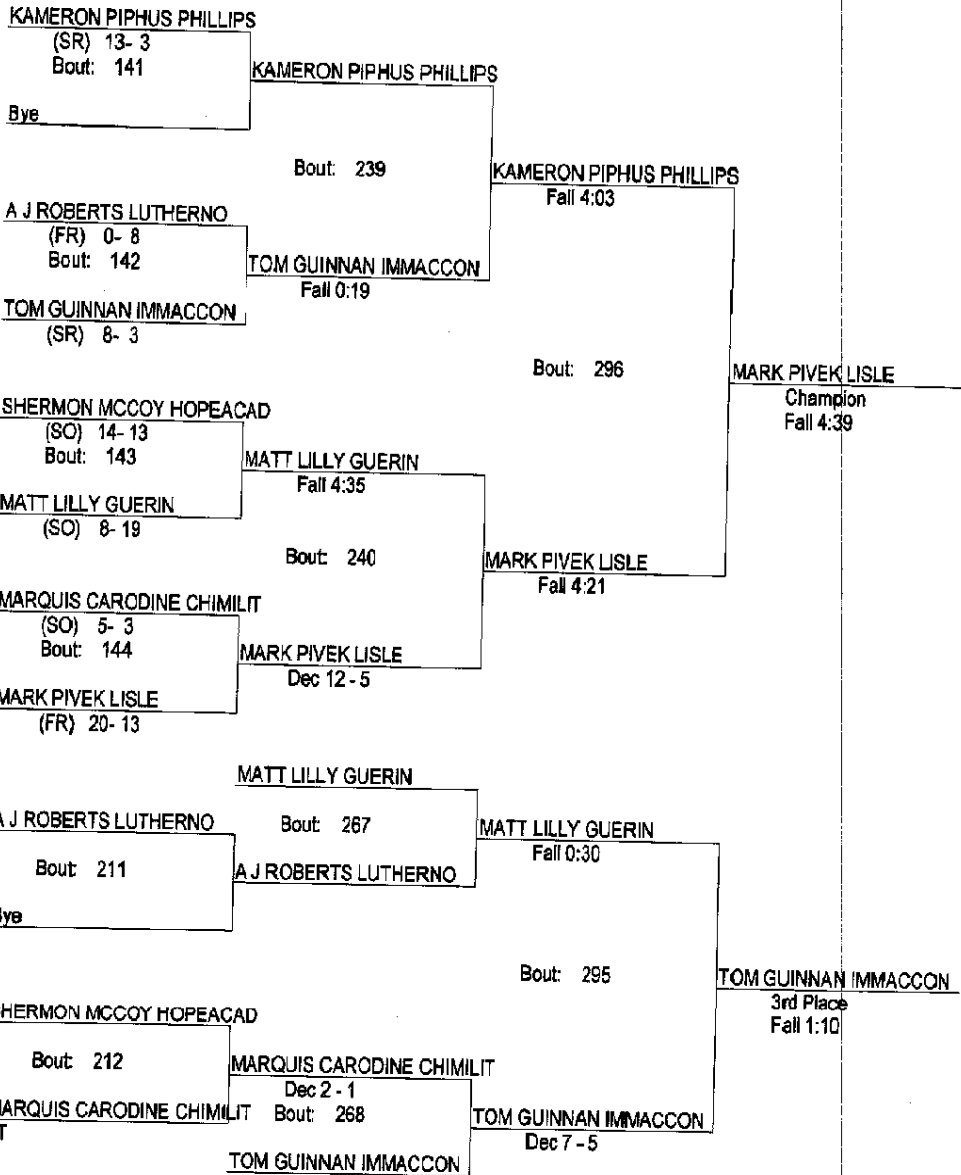 KAMERON PIPHUS PHILLIPS
(SR) 13- 3
Bout: 141
KAMERON PIPHUS PHILLIPS
Bye
Bout: 239
KAMERON PIPHUS PHILLIPS
Fall 4:03
A J ROBERTS LUTHERNO
(FR) 0- 8
Bout: 142
TOM GUINNAN IMMACCON
Fall 0:19
TOM GUINNAN IMMACCON
(SR) 8- 3
Bout: 296
MARK PIVEK LISLE
Champion
Fall 4:39
SHERMON MCCOY HOPEACAD
(SO) 14- 13
Bout: 143
MATT LILLY GUERIN
Fall 4:35
MATT LILLY GUERIN
(SO) 8- 19
Bout: 240
MARK PIVEK LISLE
Fall 4:21
MARQUIS CARODINE CHIMILIT
(SO) 5- 3
Bout: 144
MARK PIVEK LISLE
Dec 12 - 5
MARK PIVEK LISLE
(FR) 20- 13
MATT LILLY GUERIN
A J ROBERTS LUTHERNO
Bout: 267
MATT LILLY GUERIN
Fall 0:30
Bout: 211
A J ROBERTS LUTHERNO
Bye
Bout: 295
TOM GUINNAN IMMACCON
3rd Place
Fall 1:10
SHERMON MCCOY HOPEACAD
Bout: 212
MARQUIS CARODINE CHIMILIT
Dec 2 - 1
MARQUIS CARODINE CHIMILIT
Bout: 268
TOM GUINNAN IMMACCON
Dec 7 - 5
TOM GUINNAN IMMACCON